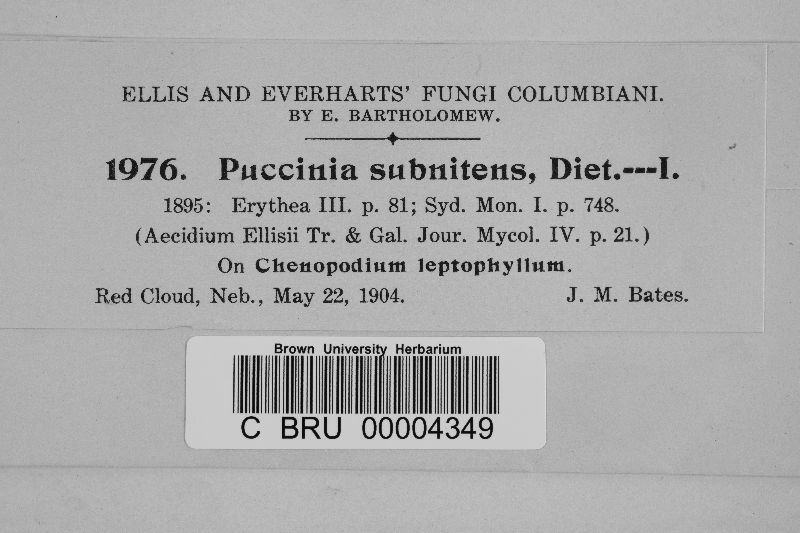 ELLIS AND EVERHARTS' FUNGI COLUMBIANI.
BY E. BARTHOLOMEW.
1976. Puccinia subnitens, Diet.---I.
1895: Erythea III. p. 81; Syd. Mon. I. p. 748.
(Aecidium Ellisii Tr. & Gal. Jour. Mycol. IV. p. 21.)
On Chenopodium leptophyllum.
Red Cloud, Neb., May 22, 1904. J. M. Bates.
Brown University Herbarium
C BRU 00004349